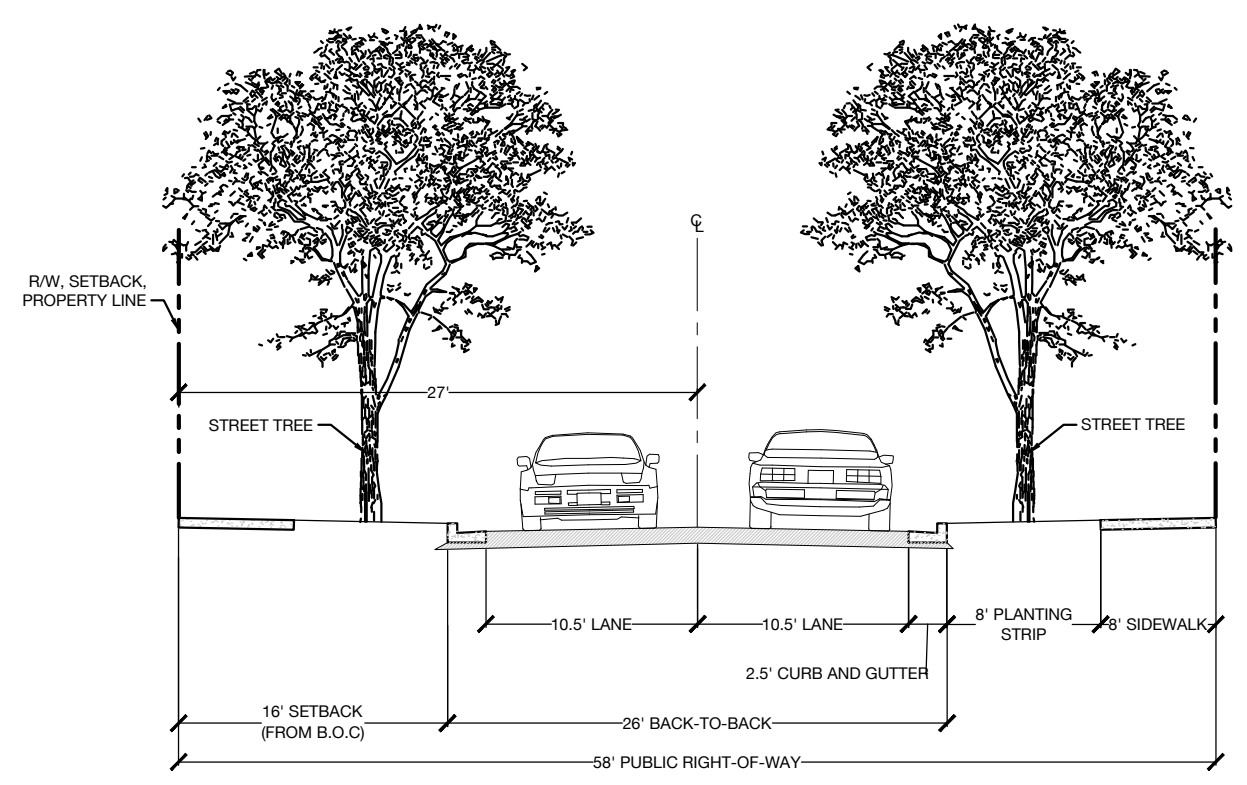 ℄
R/W, SETBACK,
PROPERTY LINE
27'
STREET TREE
STREET TREE
10.5' LANE
10.5' LANE
8' PLANTING
STRIP
8' SIDEWALK
2.5' CURB AND GUTTER
16' SETBACK
(FROM B.O.C)
26' BACK-TO-BACK
58' PUBLIC RIGHT-OF-WAY